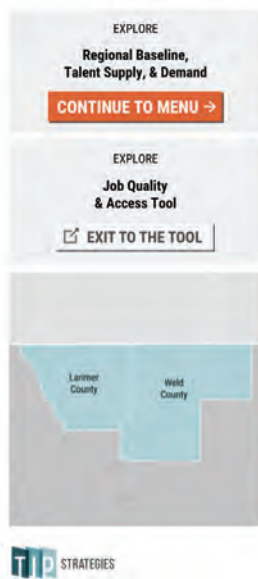 EXPLORE
Regional Baseline,
Talent Supply, & Demand
CONTINUE TO MENU →
EXPLORE
Job Quality
& Access Tool
EXIT TO THE TOOL
Larimer
County
Weld
County
TIP STRATEGIES